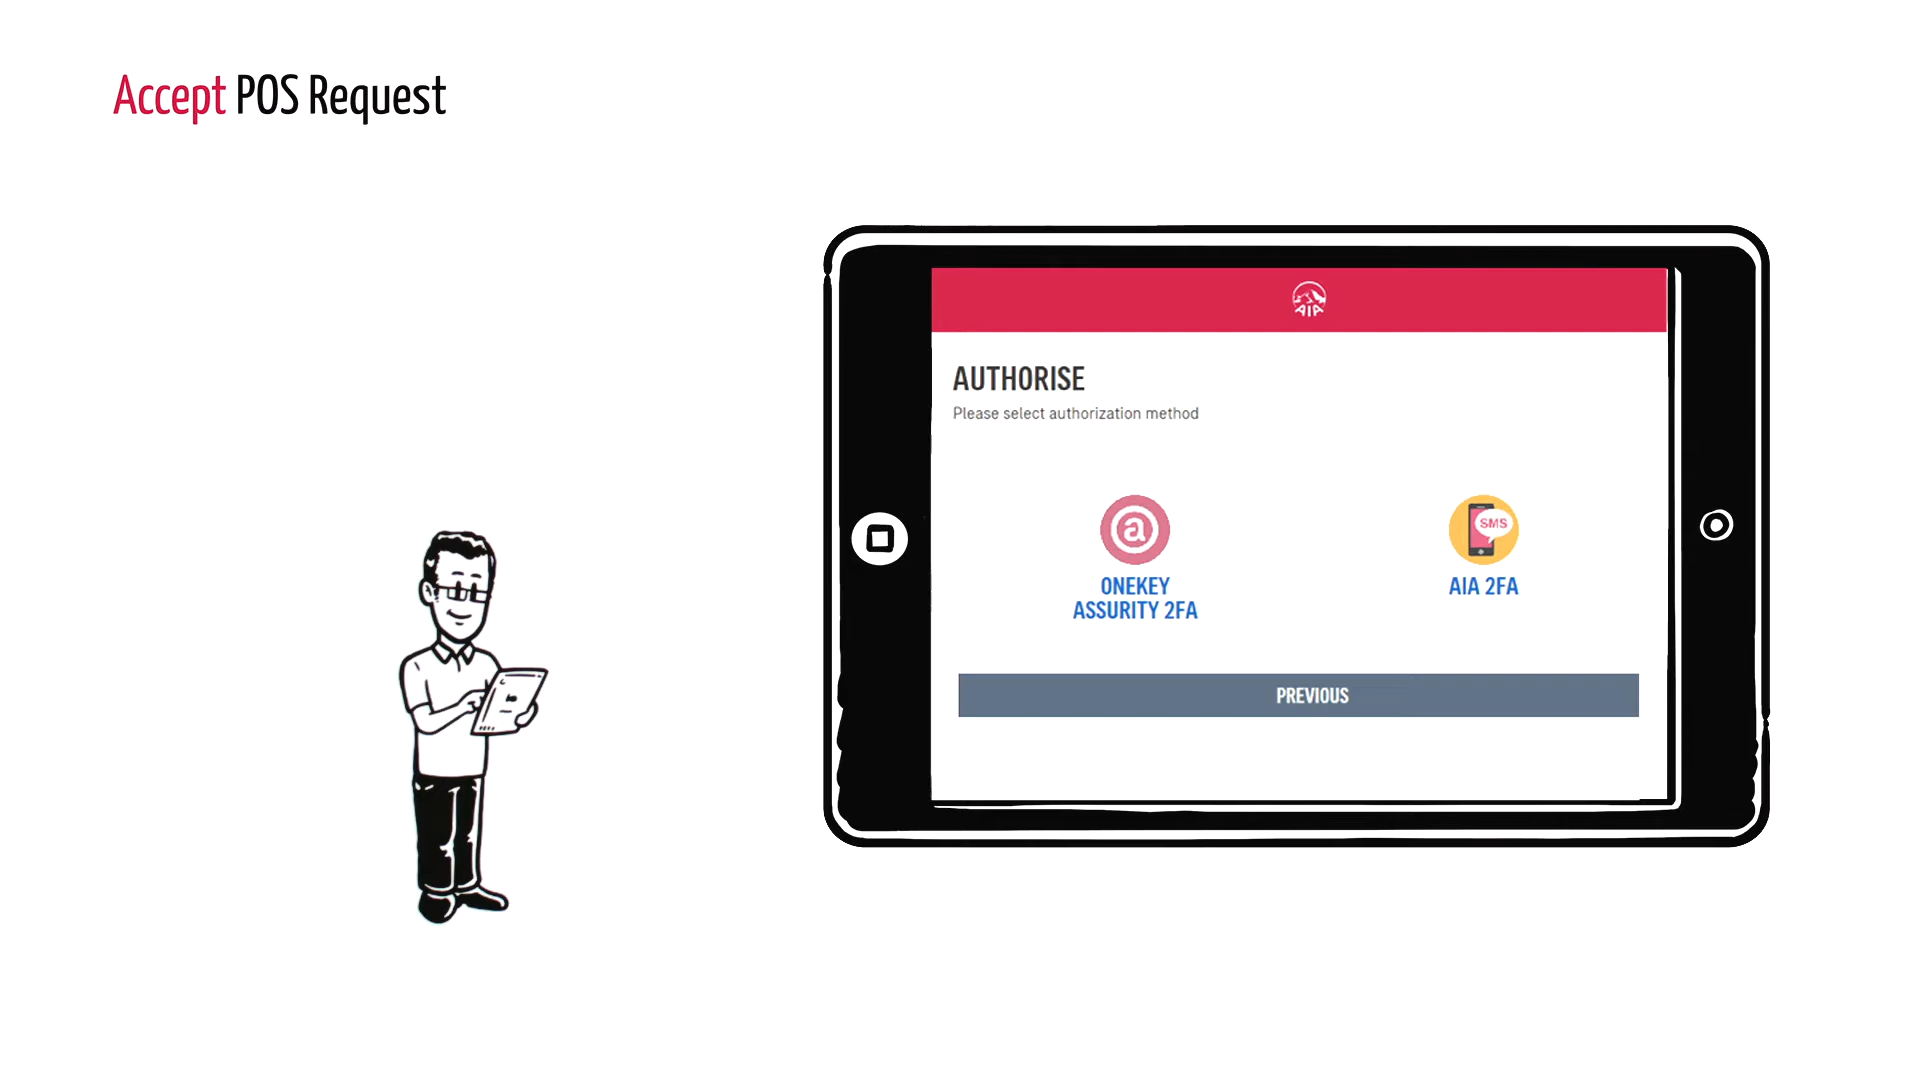 Accept POS Request
AIA
AUTHORISE
Please select authorization method
a
SMS
ONEKEY
ASSURITY 2FA
AIA 2FA
PREVIOUS